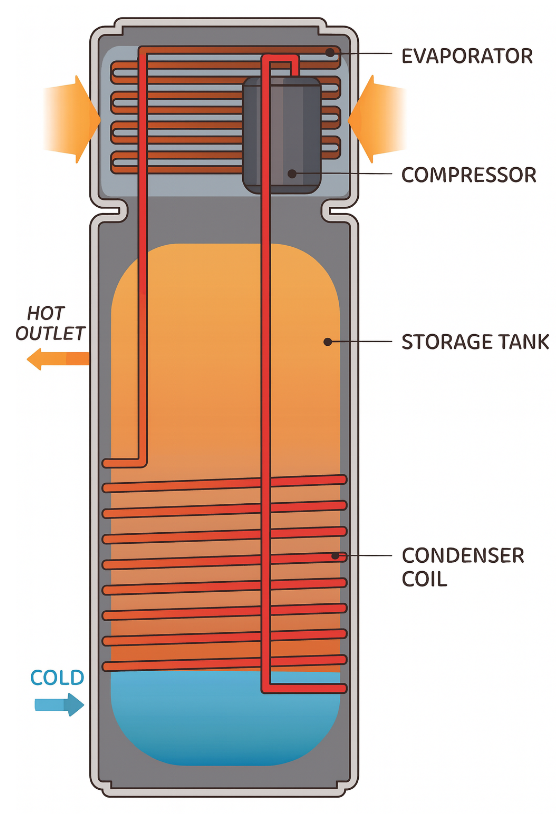 EVAPORATOR
COMPRESSOR
HOT
OUTLET
STORAGE TANK
CONDENSER
COIL
COLD